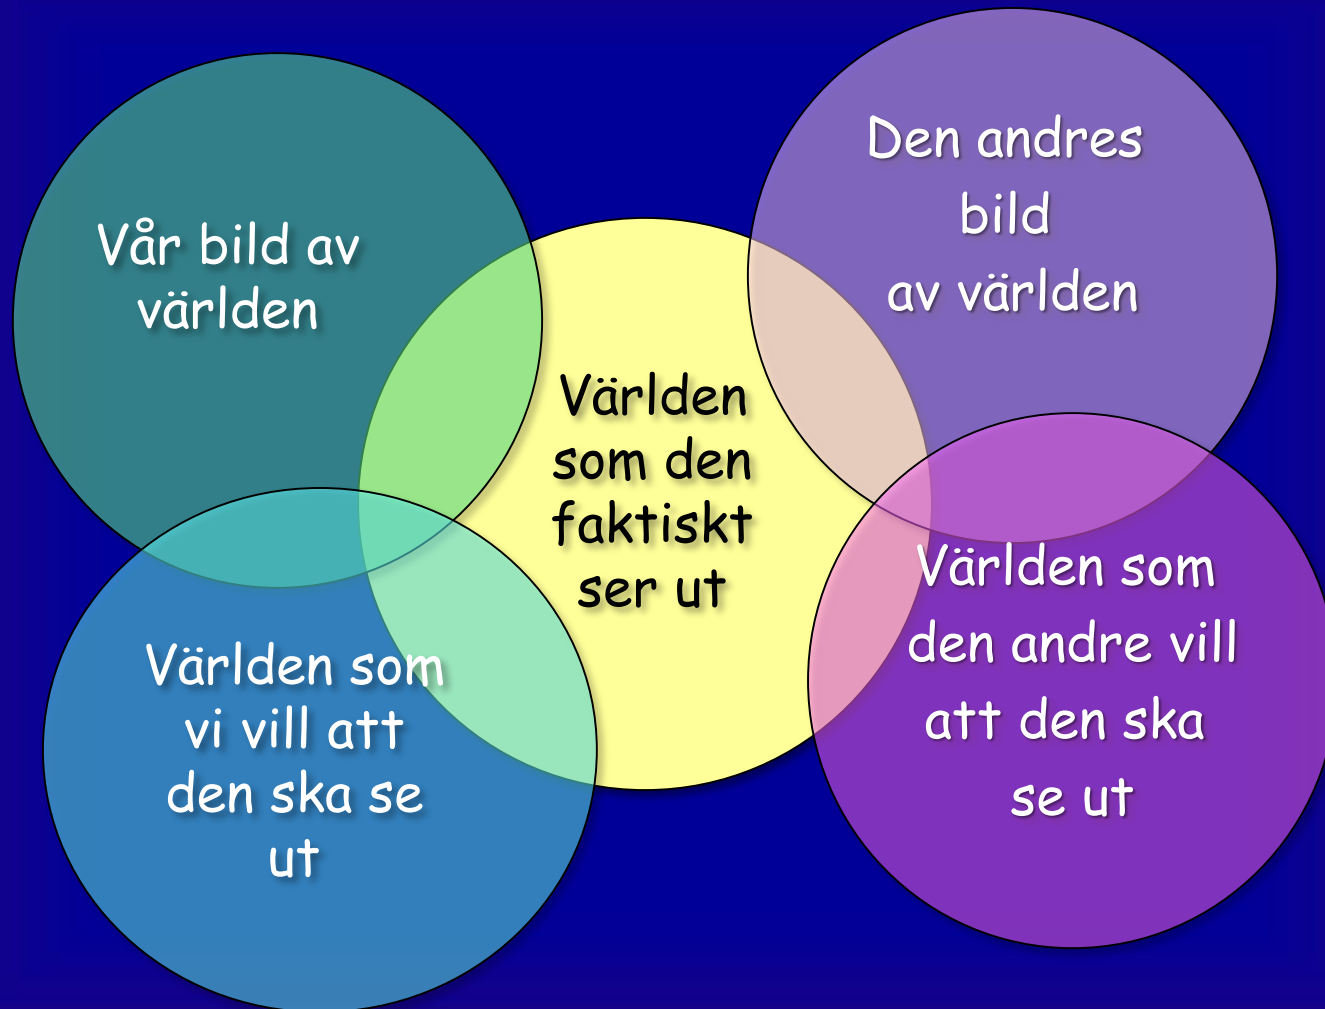 Vår bild av
världen
Den andres
bild
av världen
Världen
som den
faktiskt
ser ut
Världen som
vi vill att
den ska se
ut
Världen som
den andre vill
att den ska
se ut